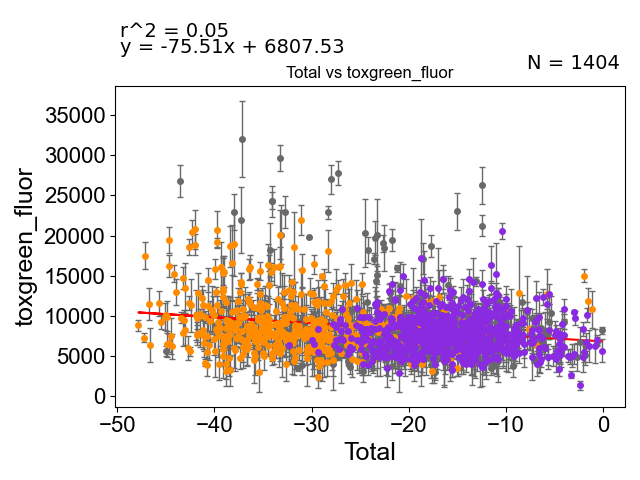 r^2 = 0.05
y = -75.51x + 6807.53
N = 1404
Total vs toxgreen_fluor
toxgreen_fluor
35000
30000
25000
20000
15000
10000
5000
0
−50
−40
−30
−20
−10
0
Total